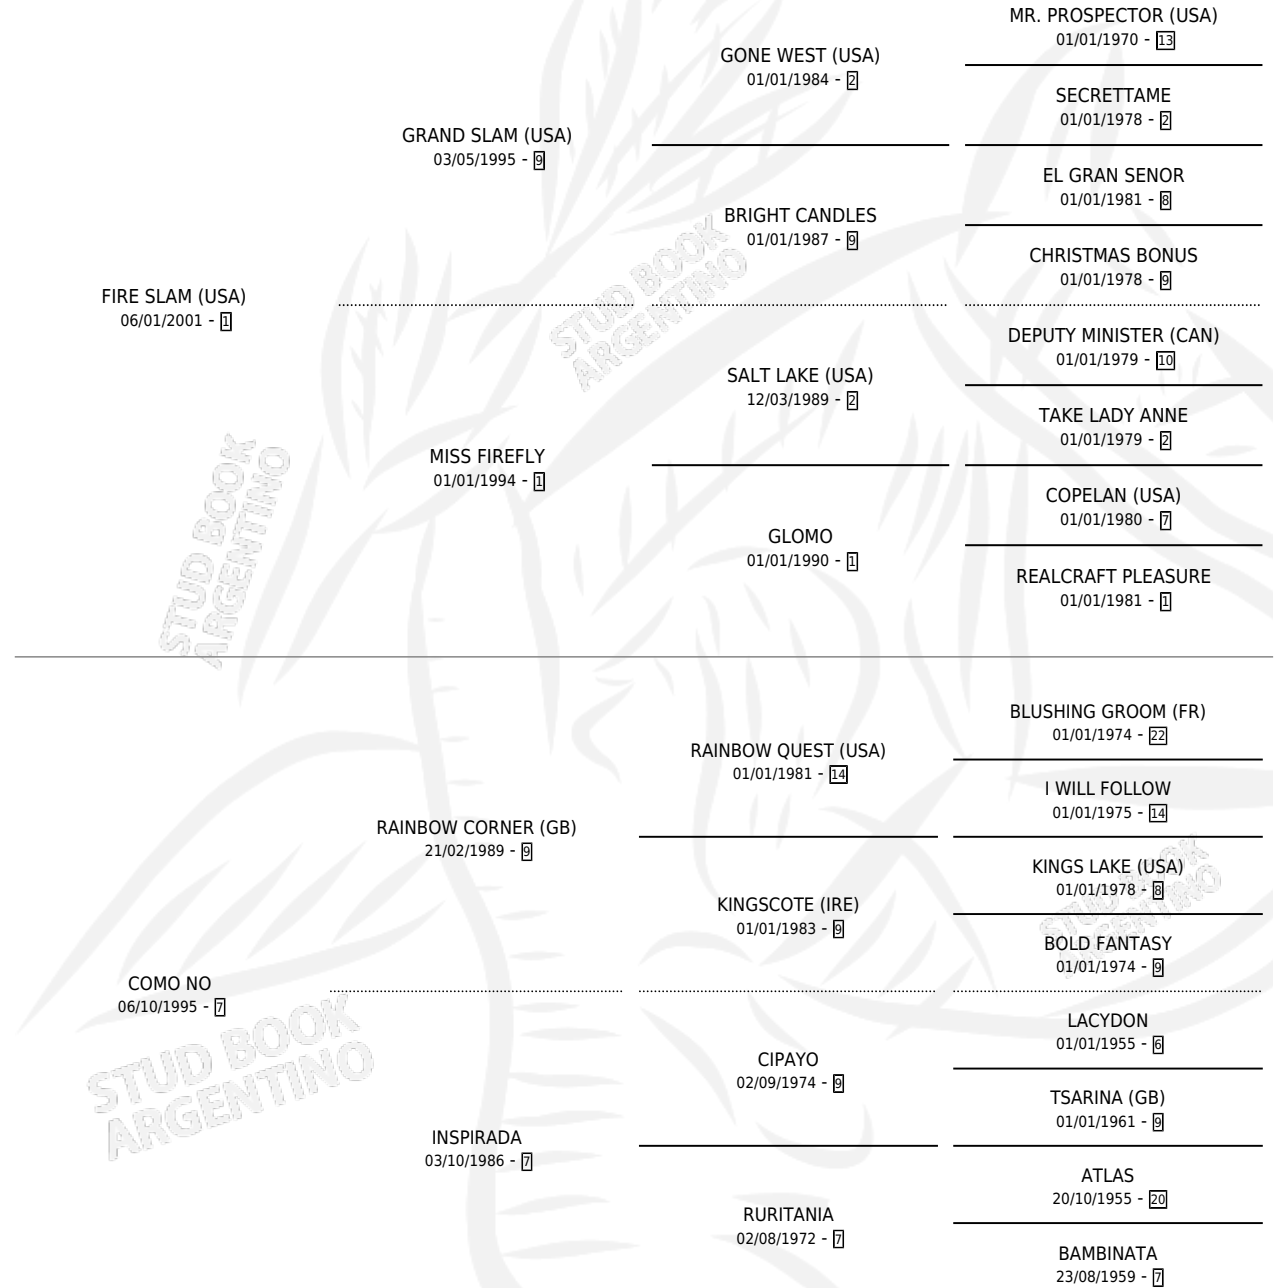 MR. PROSPECTOR (USA)
01/01/1970 - 13
GONE WEST (USA)
01/01/1984 - 2
SECRETTAME
01/01/1978 - 2
GRAND SLAM (USA)
03/05/1995 - 9
EL GRAN SENOR
01/01/1981 - 8
BRIGHT CANDLES
01/01/1987 - 9
CHRISTMAS BONUS
01/01/1978 - 9
FIRE SLAM (USA)
06/01/2001 - 1
DEPUTY MINISTER (CAN)
01/01/1979 - 10
SALT LAKE (USA)
12/03/1989 - 2
TAKE LADY ANNE
01/01/1979 - 2
MISS FIREFLY
01/01/1994 - 1
COPELAN (USA)
01/01/1980 - 7
GLOMO
01/01/1990 - 1
REALCRAFT PLEASURE
01/01/1981 - 1
STUD BOOK
ARGENTINO
STUD BOOK
ARGENTINO
BLUSHING GROOM (FR)
01/01/1974 - 22
RAINBOW QUEST (USA)
01/01/1981 - 14
I WILL FOLLOW
01/01/1975 - 14
RAINBOW CORNER (GB)
21/02/1989 - 9
KINGS LAKE (USA)
01/01/1978 - 8
KINGSCOTE (IRE)
01/01/1983 - 9
BOLD FANTASY
01/01/1974 - 9
STUD BOOK
ARGENTINO
COMO NO
06/10/1995 - 7
LACYDON
01/01/1955 - 6
CIPAYO
02/09/1974 - 9
TSARINA (GB)
01/01/1961 - 9
STUD BOOK
ARGENTINO
INSPIRADA
03/10/1986 - 7
ATLAS
20/10/1955 - 20
RURITANIA
02/08/1972 - 7
BAMBINATA
23/08/1959 - 7